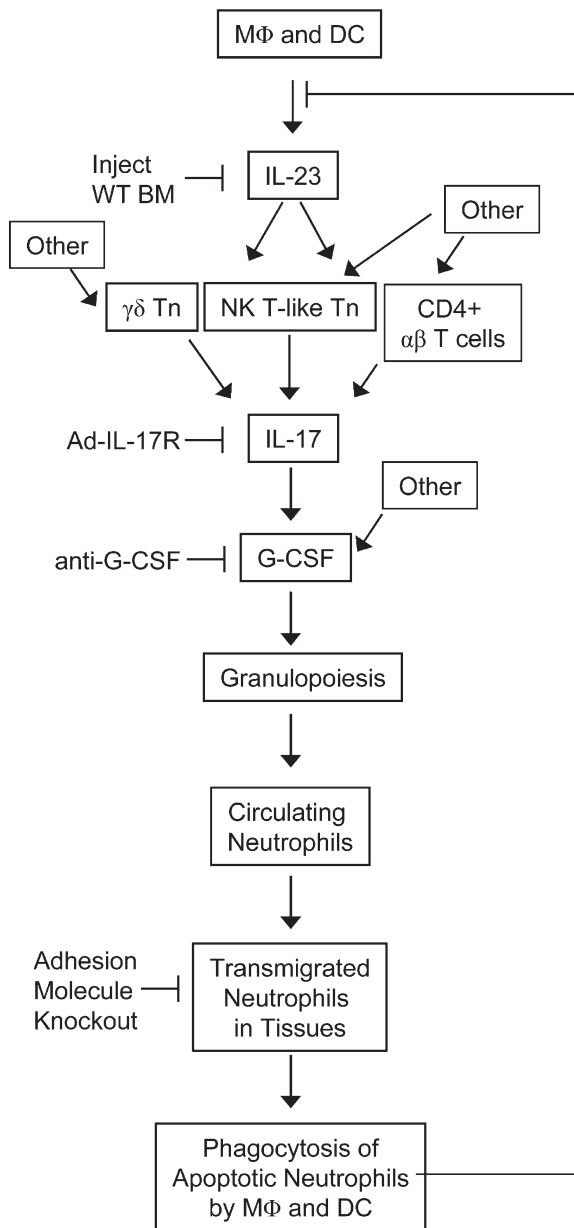 MΦ and DC
Inject
WT BM
IL-23
Other
Other
γδ Tn
NK T-like Tn
CD4+
αβ T cells
Ad-IL-17R
IL-17
Other
anti-G-CSF
G-CSF
Granulopoiesis
Circulating
Neutrophils
Adhesion
Molecule
Knockout
Transmigrated
Neutrophils
in Tissues
Phagocytosis of
Apoptotic Neutrophils
by MΦ and DC